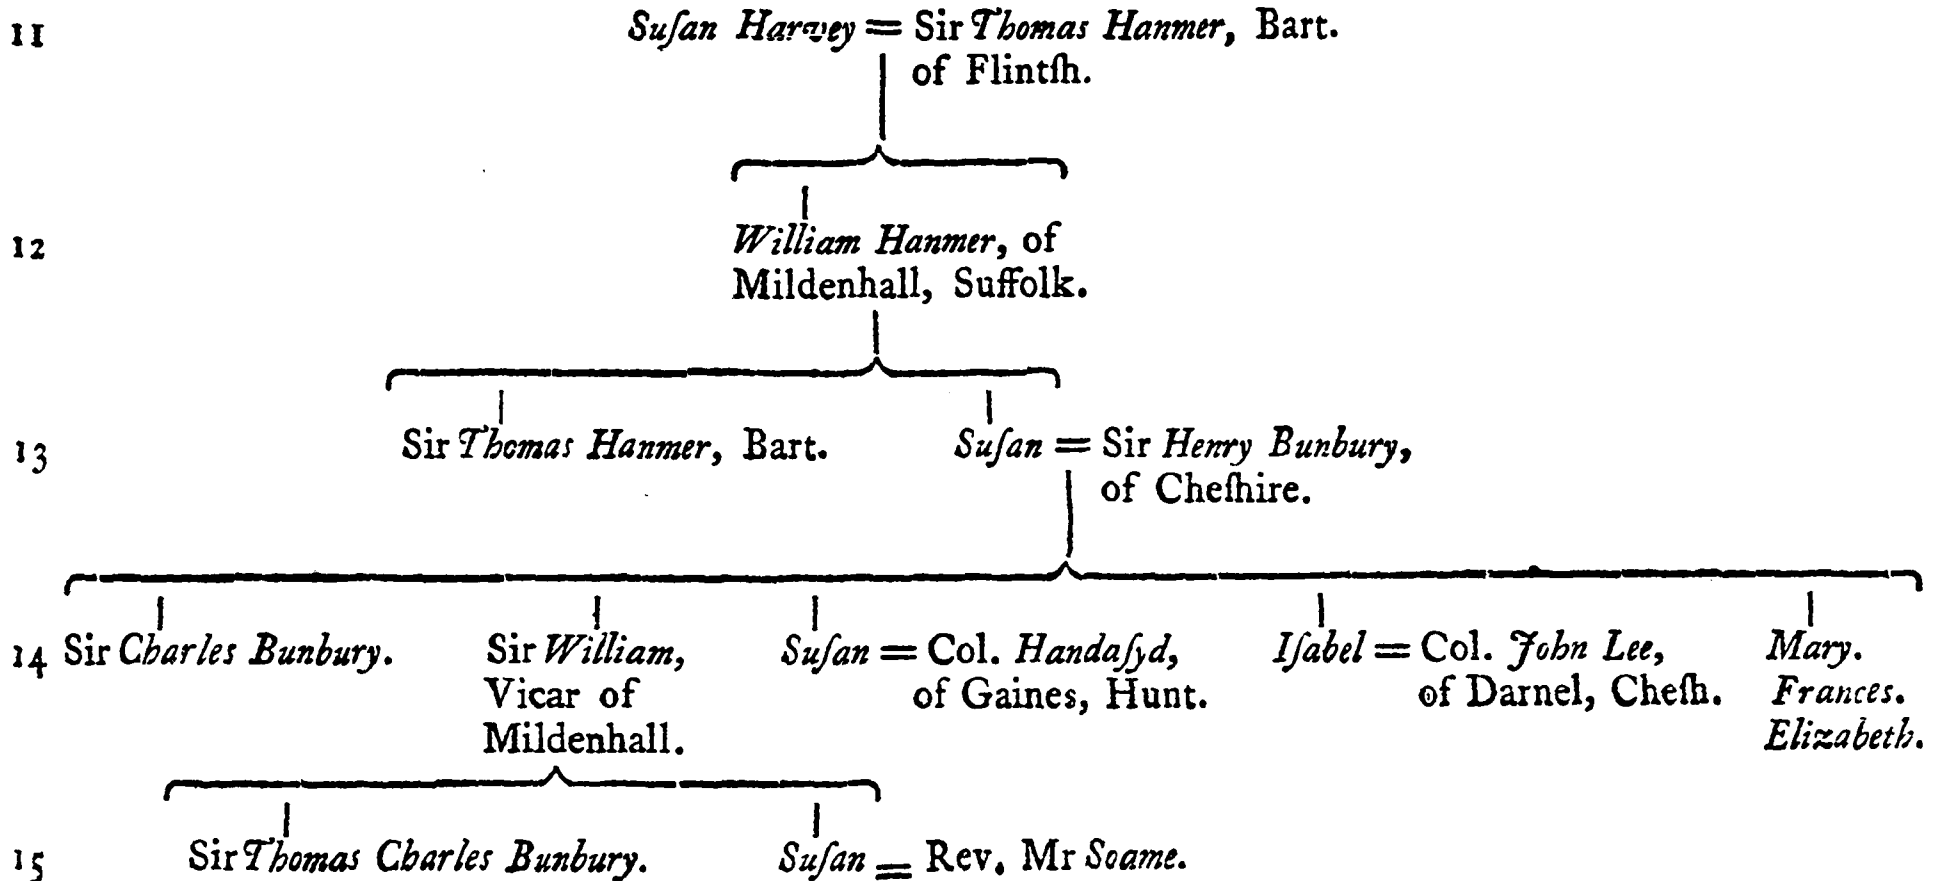 11 Suſan Harvey = Sir Thomas Hanmer, Bart.
of Flintſh.
12 William Hanmer, of
Mildenhall, Suffolk.
13 Sir Thomas Hanmer, Bart. Suſan = Sir Henry Bunbury,
of Cheſhire.
14 Sir Charles Bunbury. Sir William, Suſan = Col. Handaſyd, Iſabel = Col. John Lee, Mary.
Vicar of of Gaines, Hunt. of Darnel, Cheſh. Frances.
Mildenhall. Elizabeth.
15 Sir Thomas Charles Bunbury. Suſan = Rev. Mr Soame.